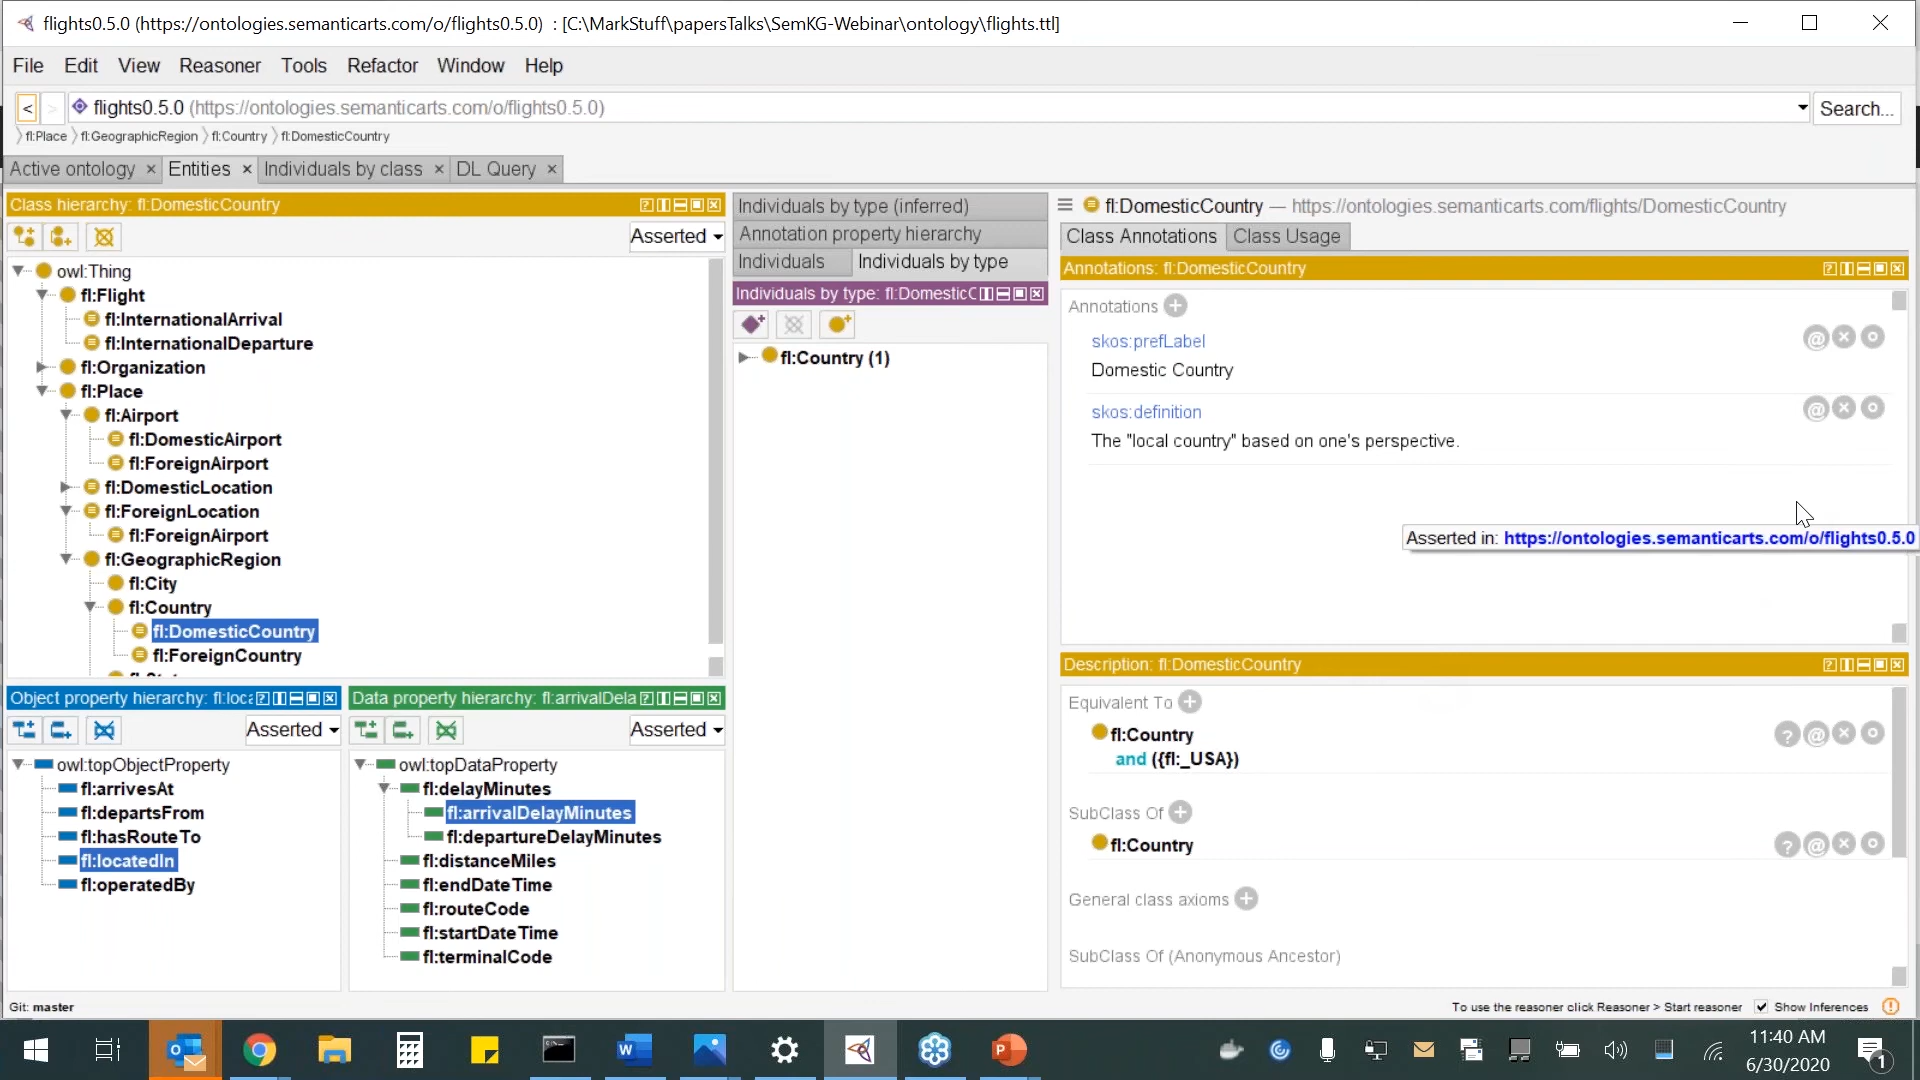 flights0.5.0 (https://ontologies.semanticarts.com/o/flights0.5.0) : [C:\MarkStuff\papersTalks\SemKG-Webinar\ontology\flights.ttl]
File Edit View Reasoner Tools Refactor Window Help
< > flights0.5.0 (https://ontologies.semanticarts.com/o/flights0.5.0) Search...
fl:Place fl:GeographicRegion fl:Country fl:DomesticCountry
Active ontology × Entities × Individuals by class × DL Query ×
Class hierarchy: fl:DomesticCountry
Asserted
owl:Thing
fl:Flight
fl:InternationalArrival
fl:InternationalDeparture
fl:Organization
fl:Place
fl:Airport
fl:DomesticAirport
fl:ForeignAirport
fl:DomesticLocation
fl:ForeignLocation
fl:ForeignAirport
fl:GeographicRegion
fl:City
fl:Country
fl:DomesticCountry
fl:ForeignCountry
Object property hierarchy: fl:loc
Asserted
owl:topObjectProperty
fl:arrivesAt
fl:departsFrom
fl:hasRouteTo
fl:locatedIn
fl:operatedBy
Data property hierarchy: fl:arrivalDela
Asserted
owl:topDataProperty
fl:delayMinutes
fl:arrivalDelayMinutes
fl:departureDelayMinutes
fl:distanceMiles
fl:endDateTime
fl:routeCode
fl:startDateTime
fl:terminalCode
Individuals by type (inferred)
Annotation property hierarchy
Individuals Individuals by type
Individuals by type: fl:DomesticC
fl:Country (1)
fl:DomesticCountry — https://ontologies.semanticarts.com/flights/DomesticCountry
Class Annotations Class Usage
Annotations: fl:DomesticCountry
Annotations
skos:prefLabel
Domestic Country
skos:definition
The "local country" based on one's perspective.
Asserted in: https://ontologies.semanticarts.com/o/flights0.5.0
Description: fl:DomesticCountry
Equivalent To
fl:Country
and ({fl:_USA})
SubClass Of
fl:Country
General class axioms
SubClass Of (Anonymous Ancestor)
Git: master
To use the reasoner click Reasoner > Start reasoner Show Inferences
11:40 AM
6/30/2020
1